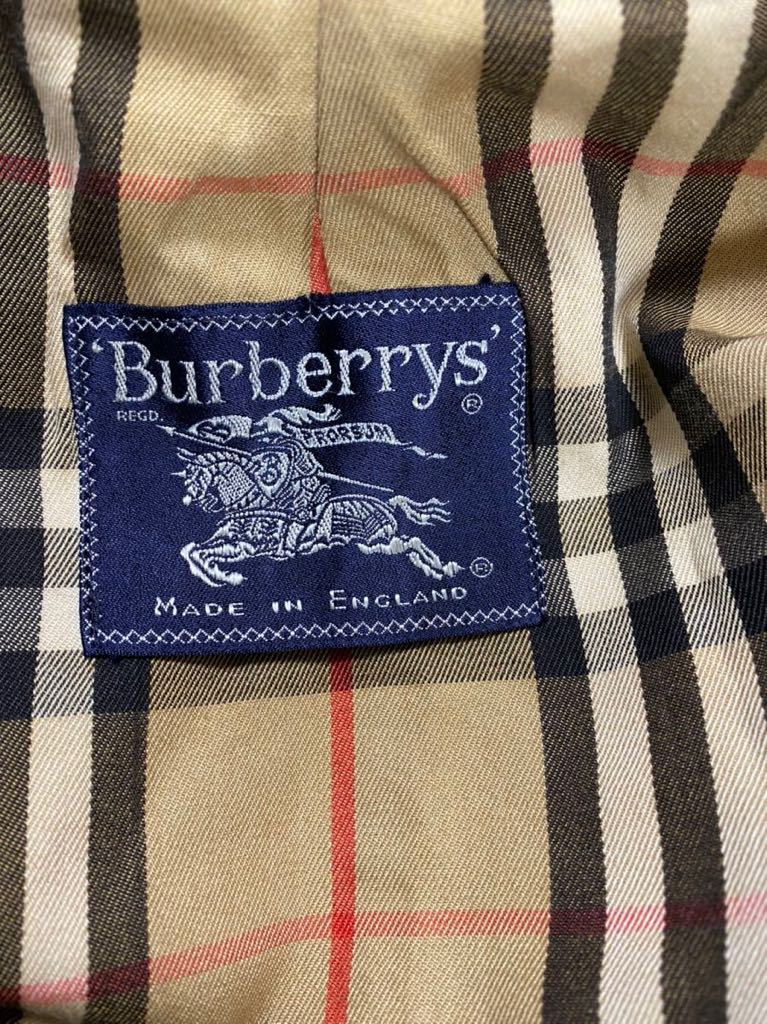 'Burberrys'
REGD. ®
PRORSUM
®
MADE IN ENGLAND